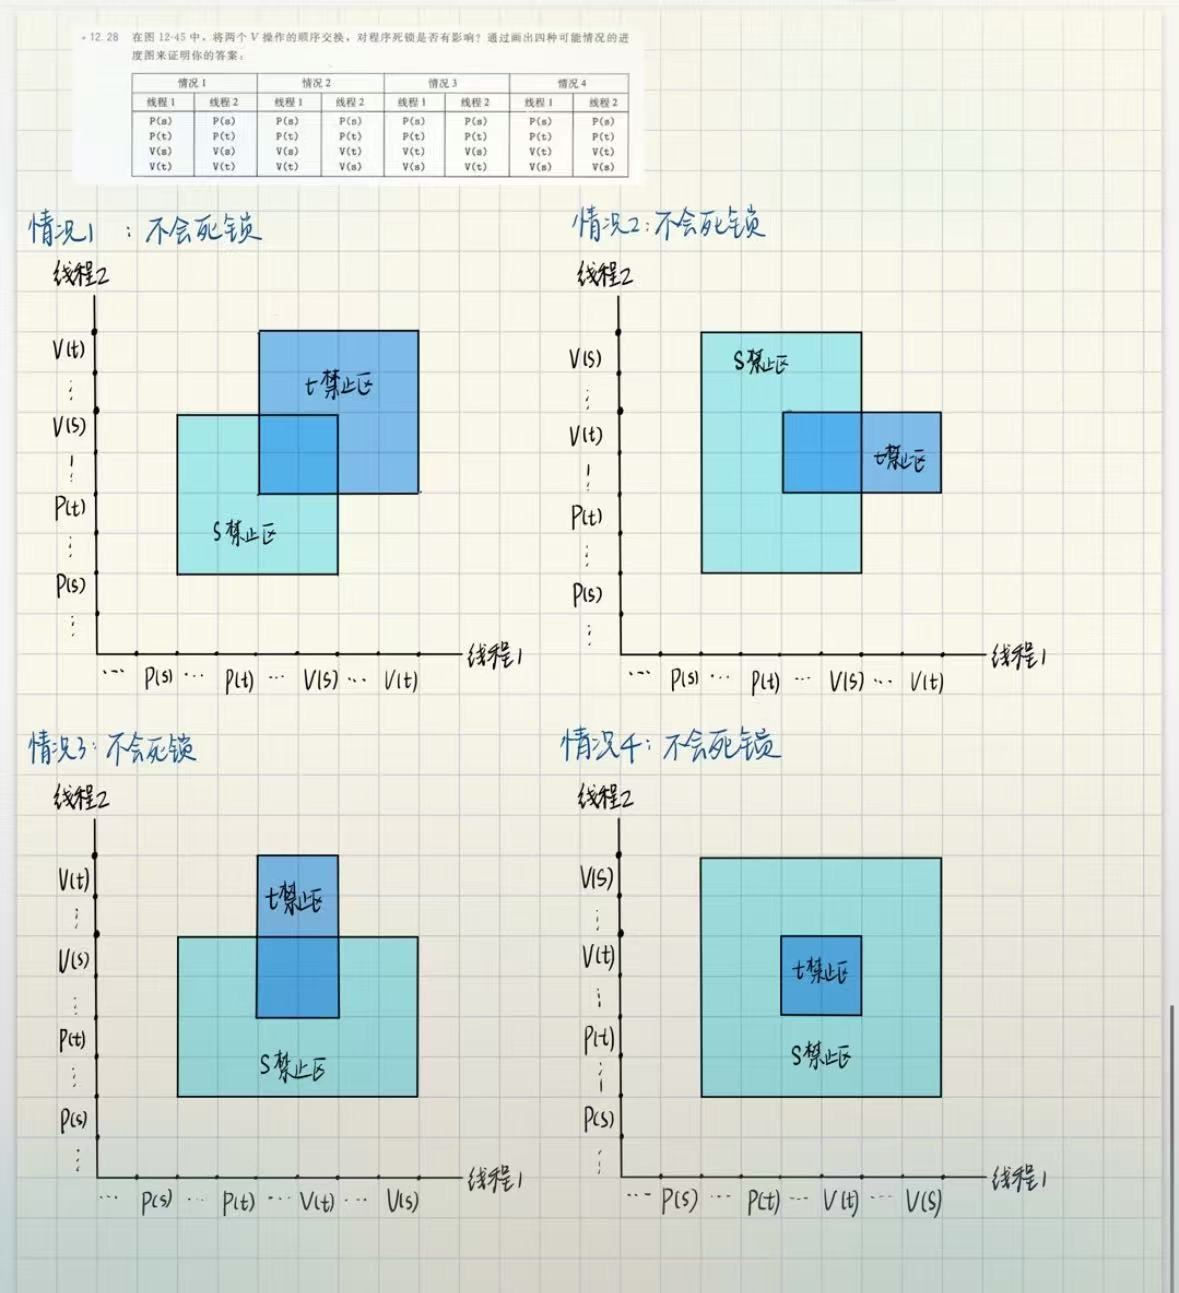 * 12.28 在图 12-45 中，将两个 V 操作的顺序交换，对程序死锁是否有影响？通过画出四种可能情况的进
度图来证明你的答案：
情况 1 情况 2 情况 3 情况 4
线程 1 线程 2 线程 1 线程 2 线程 1 线程 2 线程 1 线程 2
P(s) P(s) P(s) P(s) P(s) P(s) P(s) P(s)
P(t) P(t) P(t) P(t) P(t) P(t) P(t) P(t)
V(s) V(s) V(s) V(t) V(t) V(s) V(t) V(t)
V(t) V(t) V(t) V(s) V(s) V(t) V(s) V(s)
情况1 : 不会死锁
线程2
V(t)
t禁止区
V(s)
P(t)
S禁止区
P(s)
线程1
... P(s) ... P(t) ... V(s) ... V(t)
情况2: 不会死锁
线程2
V(s)
S禁止区
V(t)
t禁止区
P(t)
P(s)
线程1
... P(s) ... P(t) ... V(s) ... V(t)
情况3: 不会死锁
线程2
V(t)
t禁止区
V(s)
P(t)
S禁止区
P(s)
线程1
... P(s) ... P(t) ... V(t) ... V(s)
情况4: 不会死锁
线程2
V(s)
V(t)
t禁止区
P(t)
S禁止区
P(s)
线程1
... P(s) ... P(t) ... V(t) ... V(s)